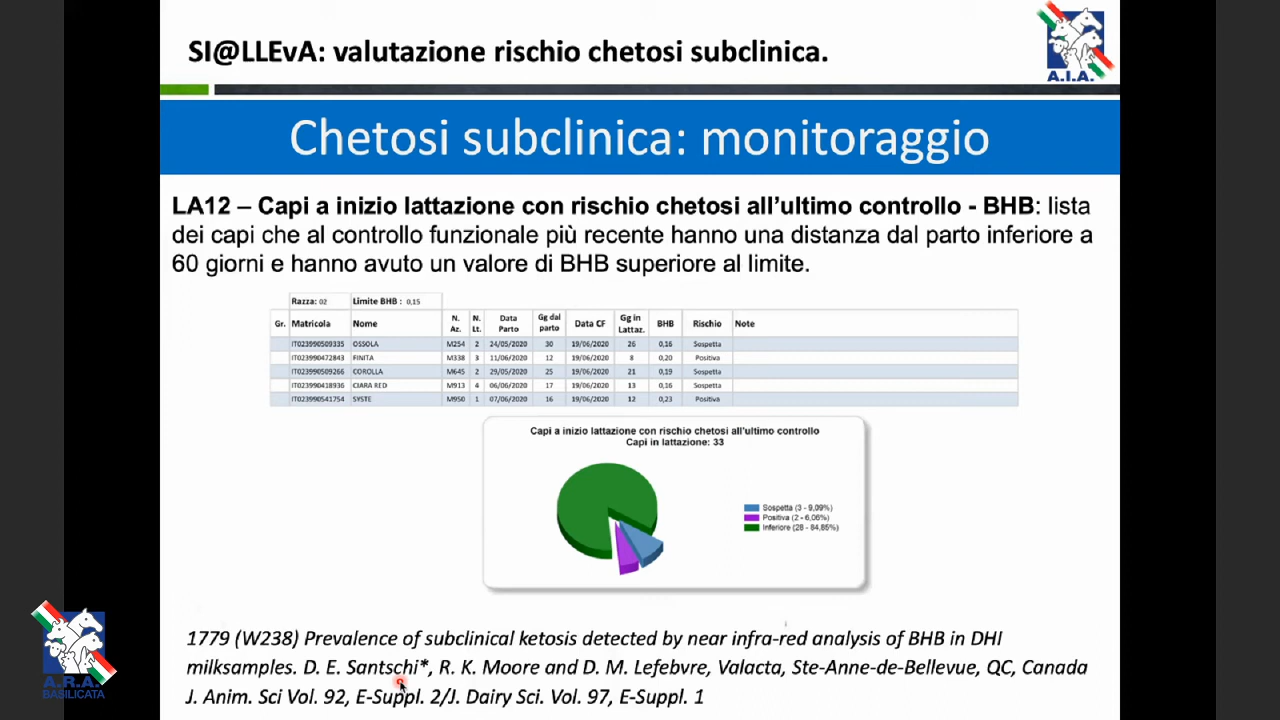 SI@LLEvA: valutazione rischio chetosi subclinica.
A.I.A.
Chetosi subclinica: monitoraggio
LA12 – Capi a inizio lattazione con rischio chetosi all'ultimo controllo - BHB: lista
dei capi che al controllo funzionale più recente hanno una distanza dal parto inferiore a
60 giorni e hanno avuto un valore di BHB superiore al limite.
Razza: 02 Limite BHB : 0,15
Gr. Matricola Nome N. Az. N. Lt. Data Parto Gg dal parto Data CF Gg in Lattaz. BHB Rischio Note
IT023990509335 OSSOLA M254 2 24/05/2020 30 19/06/2020 26 0,16 Sospetta
IT023990472843 FINITA M338 3 11/06/2020 12 19/06/2020 8 0,20 Positiva
IT023990509266 COROLLA M645 2 29/05/2020 25 19/06/2020 21 0,19 Sospetta
IT023990418936 CIARA RED M913 4 06/06/2020 17 19/06/2020 13 0,16 Sospetta
IT023990541754 SYSTE M950 1 07/06/2020 16 19/06/2020 12 0,23 Positiva
Capi a inizio lattazione con rischio chetosi all'ultimo controllo
Capi in lattazione: 33
Sospetta (3 - 9,09%)
Positiva (2 - 6,06%)
Inferiore (28 - 84,85%)
1779 (W238) Prevalence of subclinical ketosis detected by near infra-red analysis of BHB in DHI
milksamples. D. E. Santschi*, R. K. Moore and D. M. Lefebvre, Valacta, Ste-Anne-de-Bellevue, QC, Canada
J. Anim. Sci Vol. 92, E-Suppl. 2/J. Dairy Sci. Vol. 97, E-Suppl. 1
A.R.A.
BASILICATA